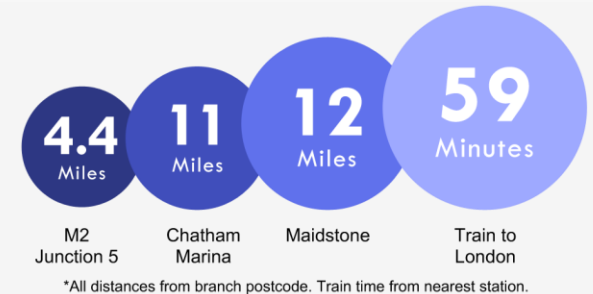 4.4
Miles
11
Miles
12
Miles
59
Minutes
M2
Junction 5
Chatham
Marina
Maidstone
Train to
London
*All distances from branch postcode. Train time from nearest station.